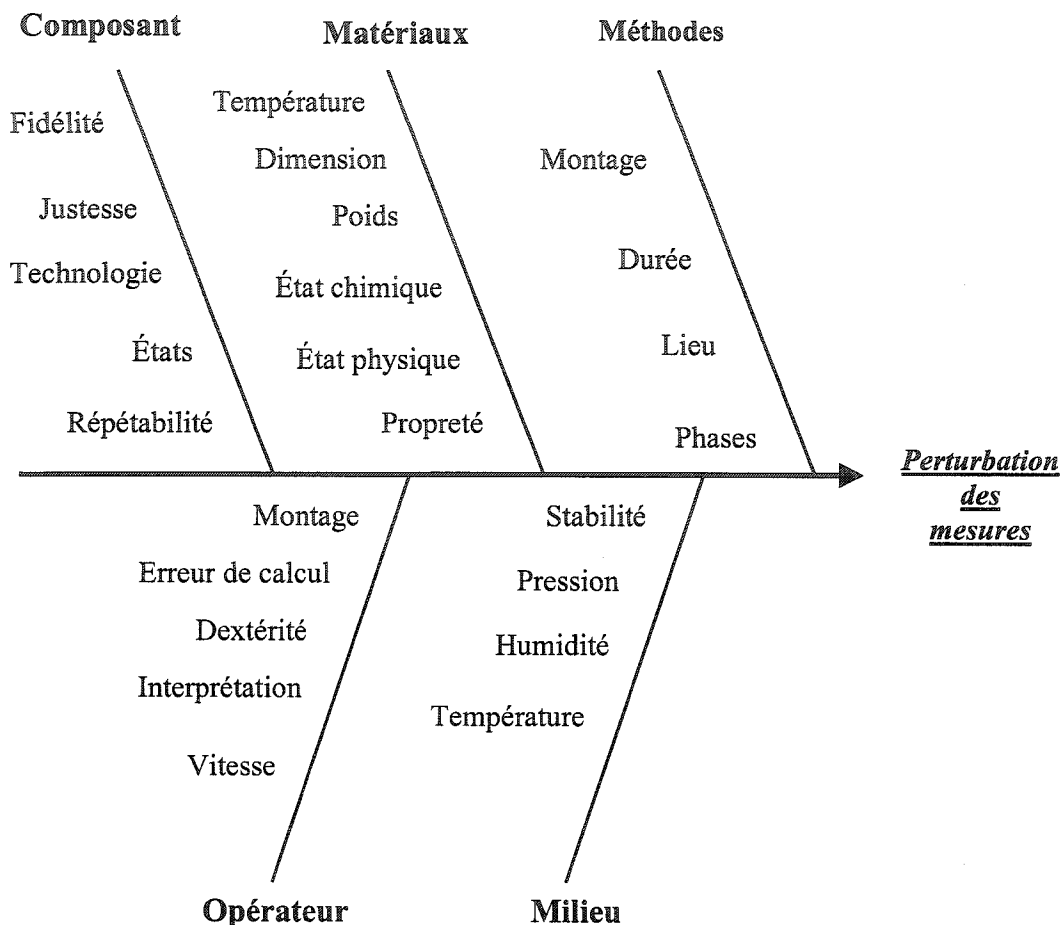 Composant
Matériaux
Méthodes
Fidélité
Justesse
Technologie
États
Répétabilité
Température
Dimension
Poids
État chimique
État physique
Propreté
Montage
Durée
Lieu
Phases
Perturbation
des
mesures
Montage
Erreur de calcul
Dextérité
Interprétation
Vitesse
Opérateur
Stabilité
Pression
Humidité
Température
Milieu